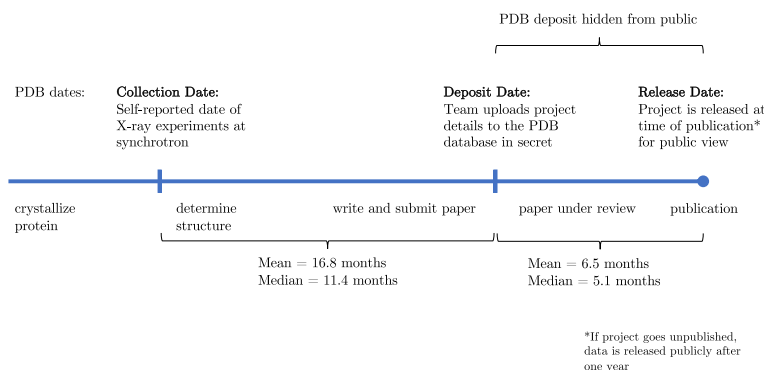 PDB deposit hidden from public
PDB dates:
Collection Date:
Self-reported date of
X-ray experiments at
synchrotron
Deposit Date:
Team uploads project
details to the PDB
database in secret
Release Date:
Project is released at
time of publication*
for public view
crystallize
protein
determine
structure
write and submit paper
paper under review
publication
Mean = 16.8 months
Median = 11.4 months
Mean = 6.5 months
Median = 5.1 months
*If project goes unpublished,
data is released publicly after
one year